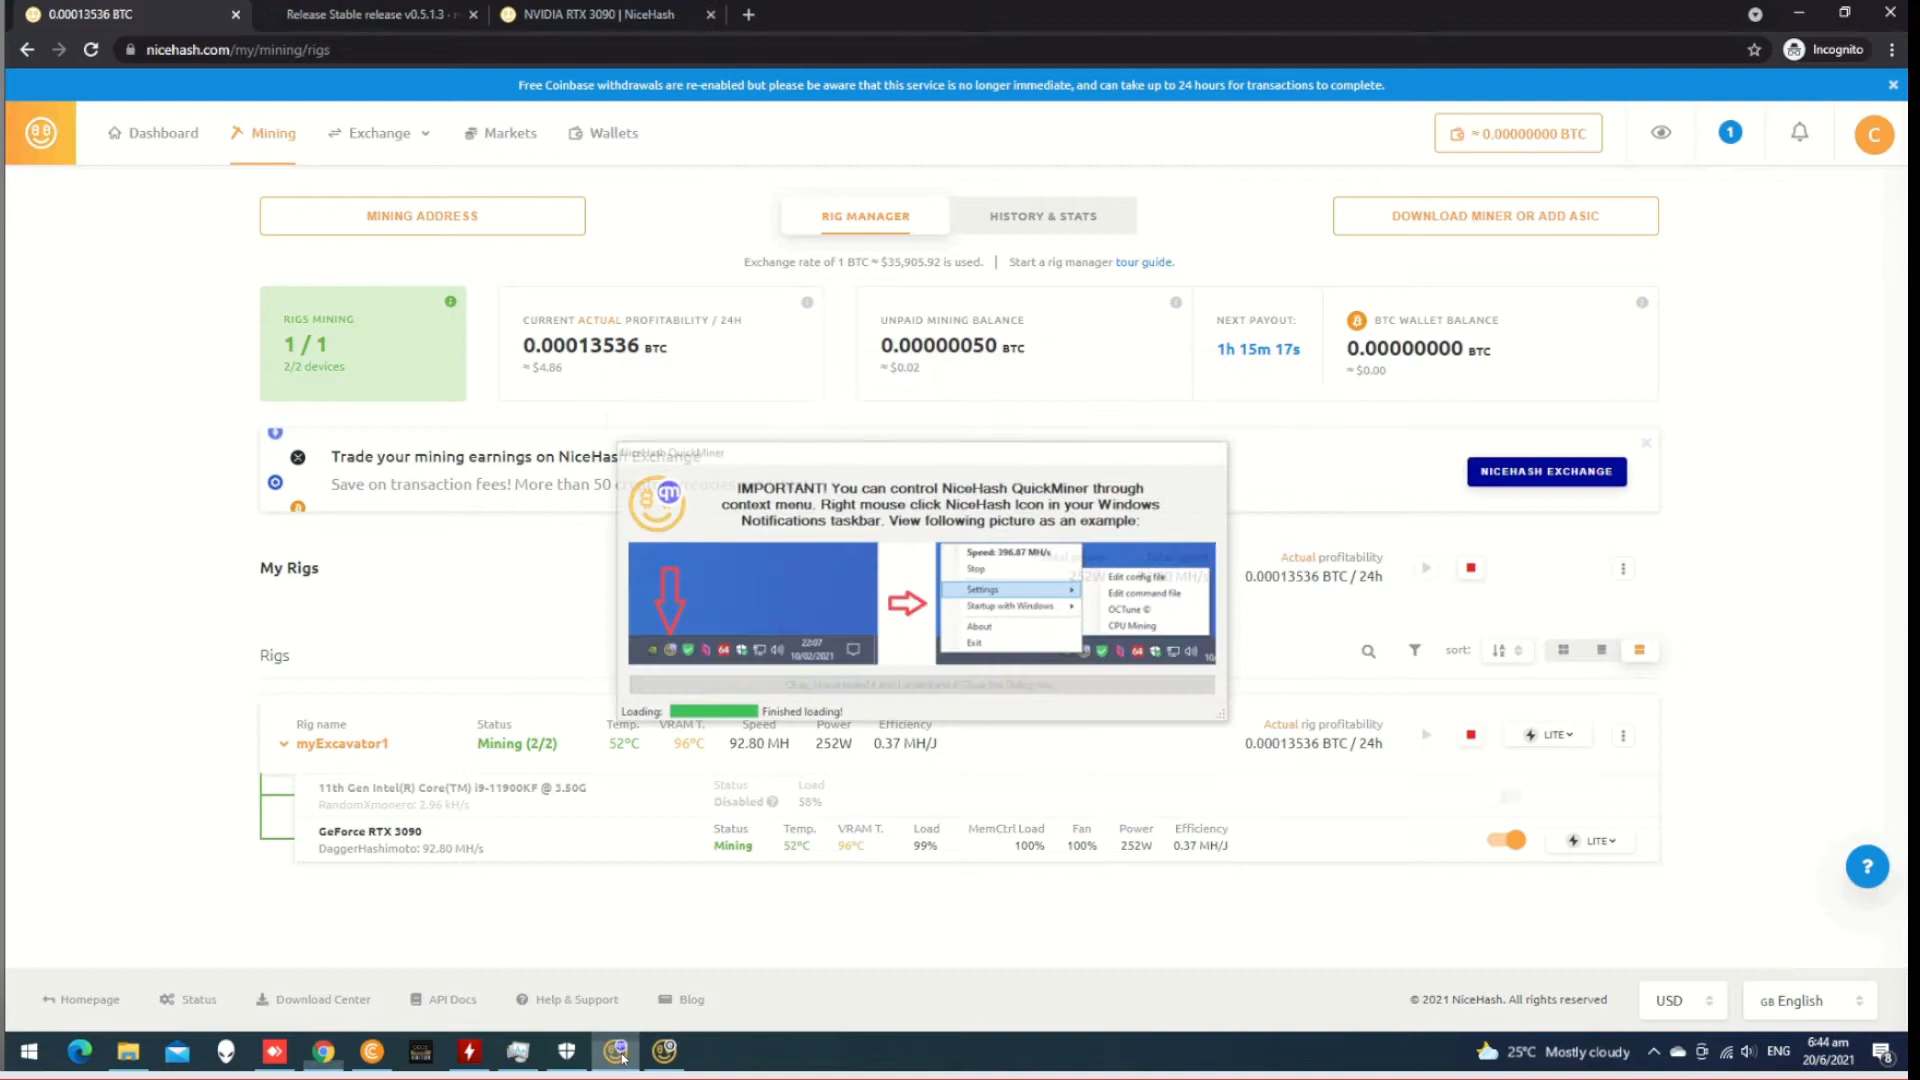 0.00013536 BTC
Release Stable release v0.5.1.3 -
NVIDIA RTX 3090 | NiceHash
nicehash.com/my/mining/rigs
Incognito
Free Coinbase withdrawals are re-enabled but please be aware that this service is no longer immediate, and can take up to 24 hours for transactions to complete.
Dashboard
Mining
Exchange
Markets
Wallets
≈ 0.00000000 BTC
1
C
MINING ADDRESS
RIG MANAGER
HISTORY & STATS
DOWNLOAD MINER OR ADD ASIC
Exchange rate of 1 BTC ≈ $35,905.92 is used. | Start a rig manager tour guide.
RIGS MINING
1 / 1
2/2 devices
CURRENT ACTUAL PROFITABILITY / 24H
0.00013536 BTC
≈ $4.86
UNPAID MINING BALANCE
0.00000050 BTC
≈ $0.02
NEXT PAYOUT:
1h 15m 17s
BTC WALLET BALANCE
0.00000000 BTC
≈ $0.00
Trade your mining earnings on NiceHash Exchange
Save on transaction fees! More than 50
NICEHASH EXCHANGE
NiceHash QuickMiner
IMPORTANT! You can control NiceHash QuickMiner through
context menu. Right mouse click NiceHash Icon in your Windows
Notifications taskbar. View following picture as an example:
22:07
10/02/2021
Speed: 396.87 MH/s
Stop
Settings
Startup with Windows
About
Exit
Edit config file
Edit command file
OCTune ©
CPU Mining
Loading:
Finished loading!
My Rigs
252W
MH/s
Actual profitability
0.00013536 BTC / 24h
Rigs
sort:
Rig name
myExcavator1
Status
Mining (2/2)
Temp.
52°C
VRAM T.
96°C
Speed
92.80 MH
Power
252W
Efficiency
0.37 MH/J
Actual rig profitability
0.00013536 BTC / 24h
LITE
11th Gen Intel(R) Core(TM) i9-11900KF @ 3.50G
RandomXmonero: 2.96 kH/s
Status
Disabled
Load
58%
GeForce RTX 3090
DaggerHashimoto: 92.80 MH/s
Status
Mining
Temp.
52°C
VRAM T.
96°C
Load
99%
MemCtrl Load
100%
Fan
100%
Power
252W
Efficiency
0.37 MH/J
LITE
?
Homepage
Status
Download Center
API Docs
Help & Support
Blog
© 2021 NiceHash. All rights reserved
USD
GB English
25°C Mostly cloudy
ENG
6:44 am
20/6/2021
8